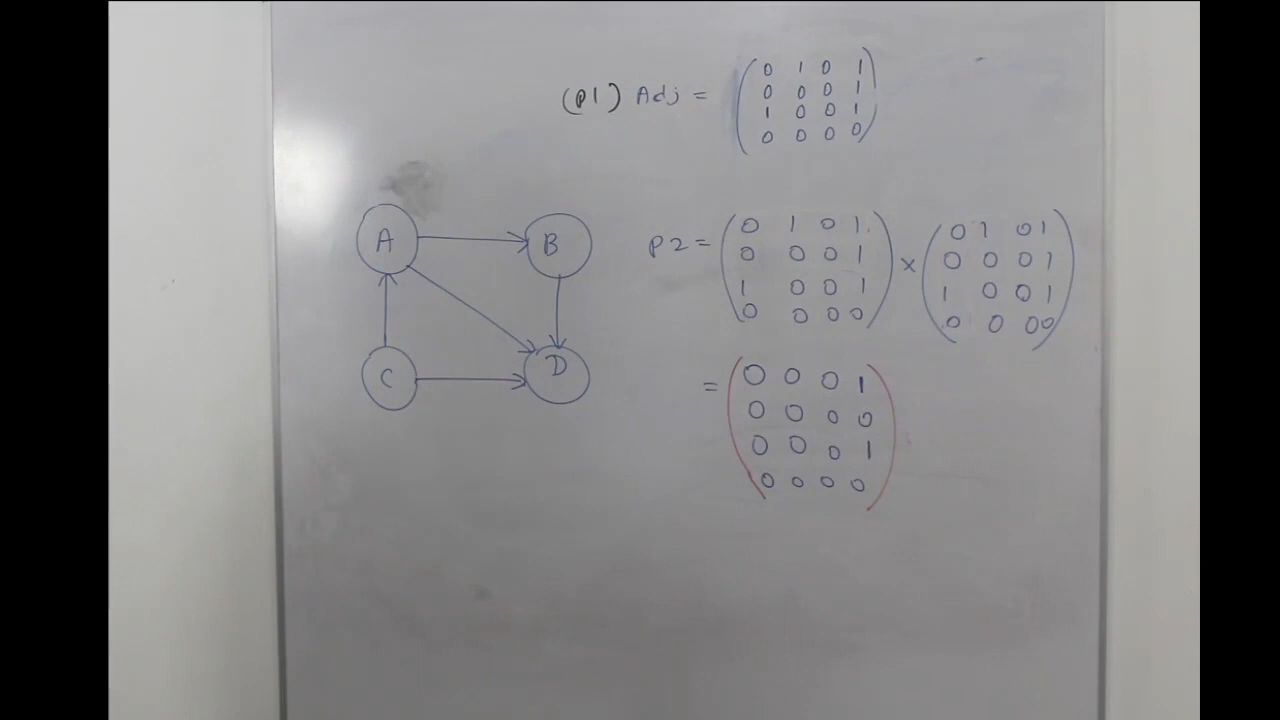 (P1) Adj =
0 1 0 1
0 0 0 1
1 0 0 1
0 0 0 0
A
B
C
D
P2 =
0 1 0 1
0 0 0 1
1 0 0 1
0 0 0 0
×
0 1 0 1
0 0 0 1
1 0 0 1
0 0 0 0
=
0 0 0 1
0 0 0 0
0 0 0 1
0 0 0 0